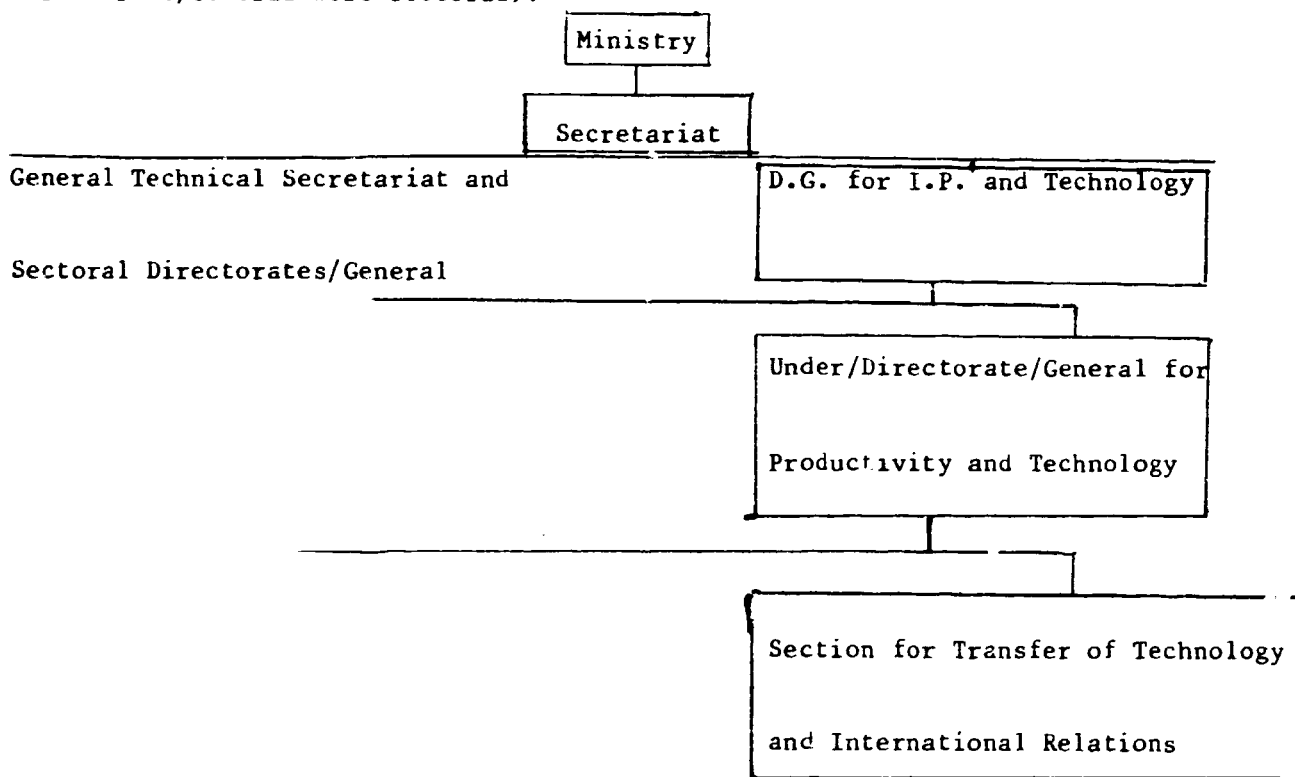 Ministry
Secretariat
General Technical Secretariat and
D.G. for I.P. and Technology
Sectoral Directorates/General
Under/Directorate/General for
Productivity and Technology
Section for Transfer of Technology
and International Relations